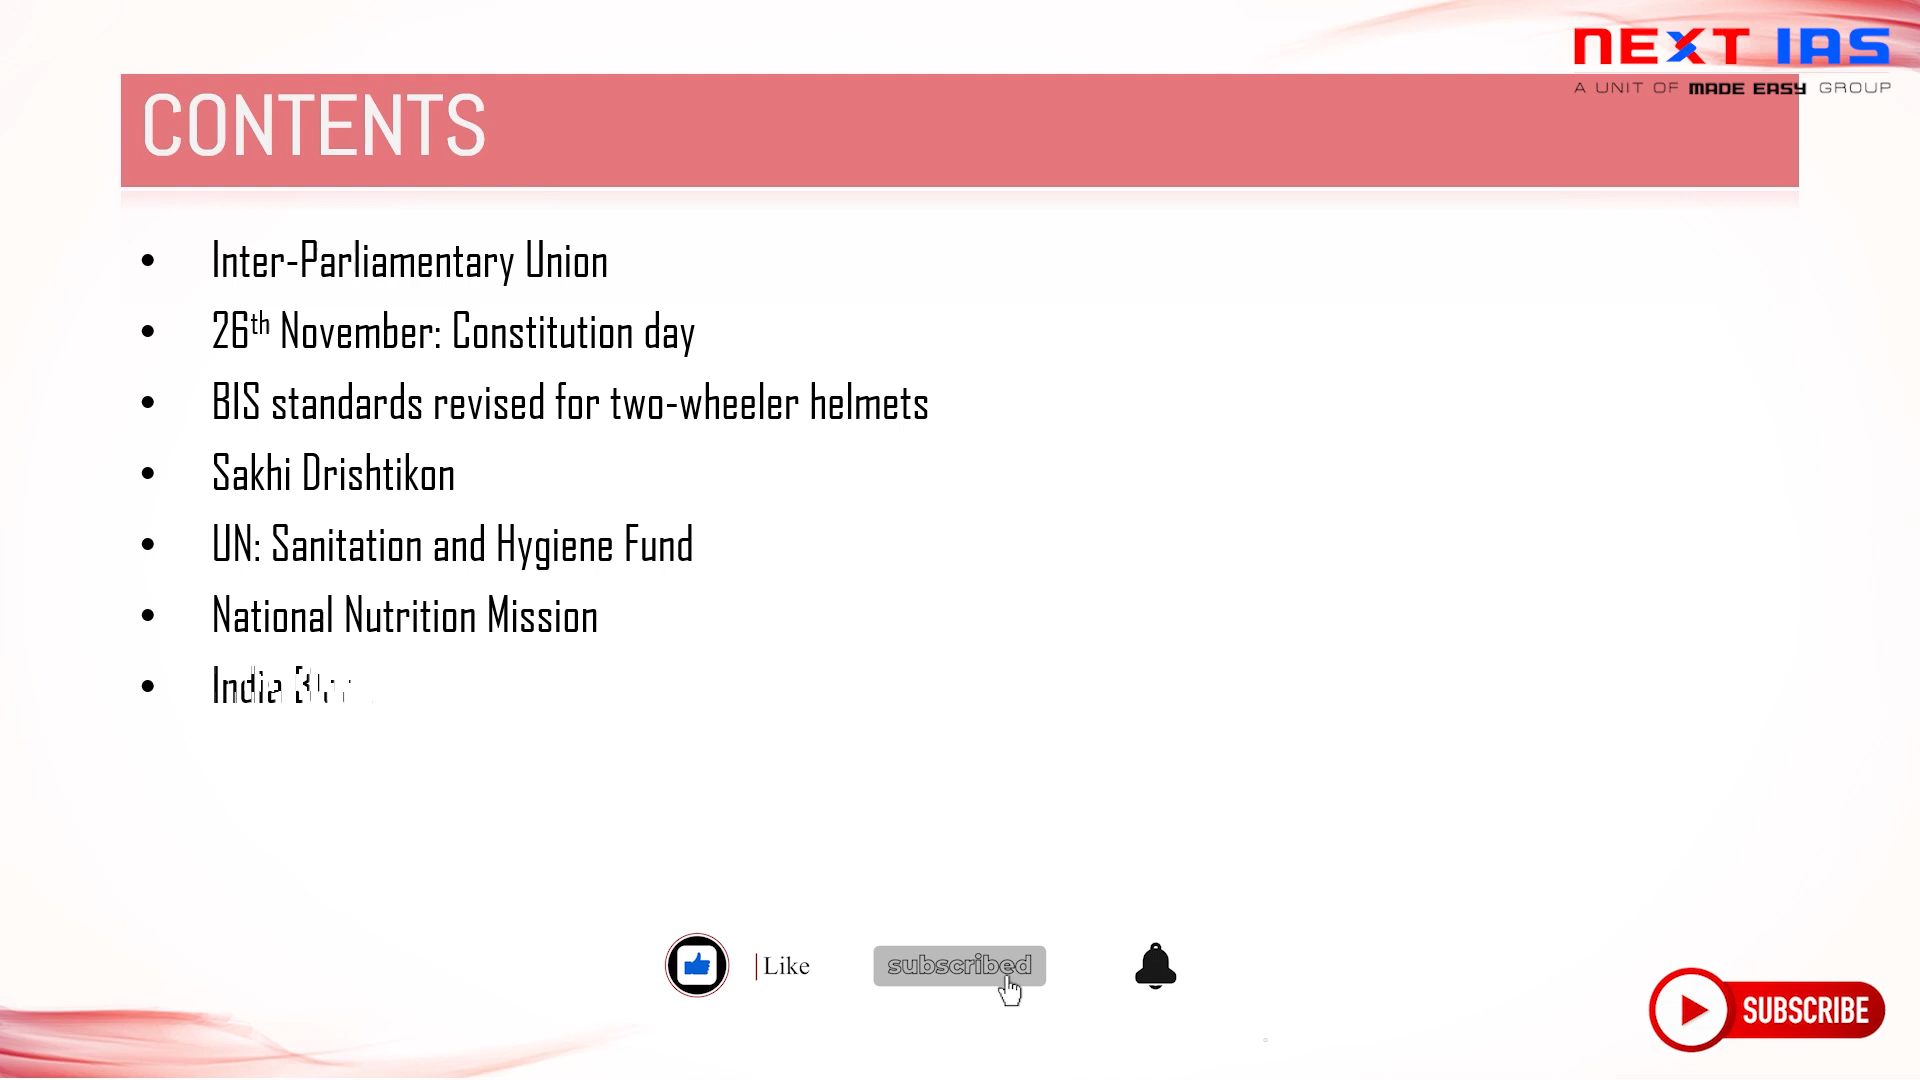 NEXT IAS
A UNIT OF MADE EASY GROUP
CONTENTS
• Inter-Parliamentary Union
• 26th November: Constitution day
• BIS standards revised for two-wheeler helmets
• Sakhi Drishtikon
• UN: Sanitation and Hygiene Fund
• National Nutrition Mission
• India
Like
subscribed
SUBSCRIBE